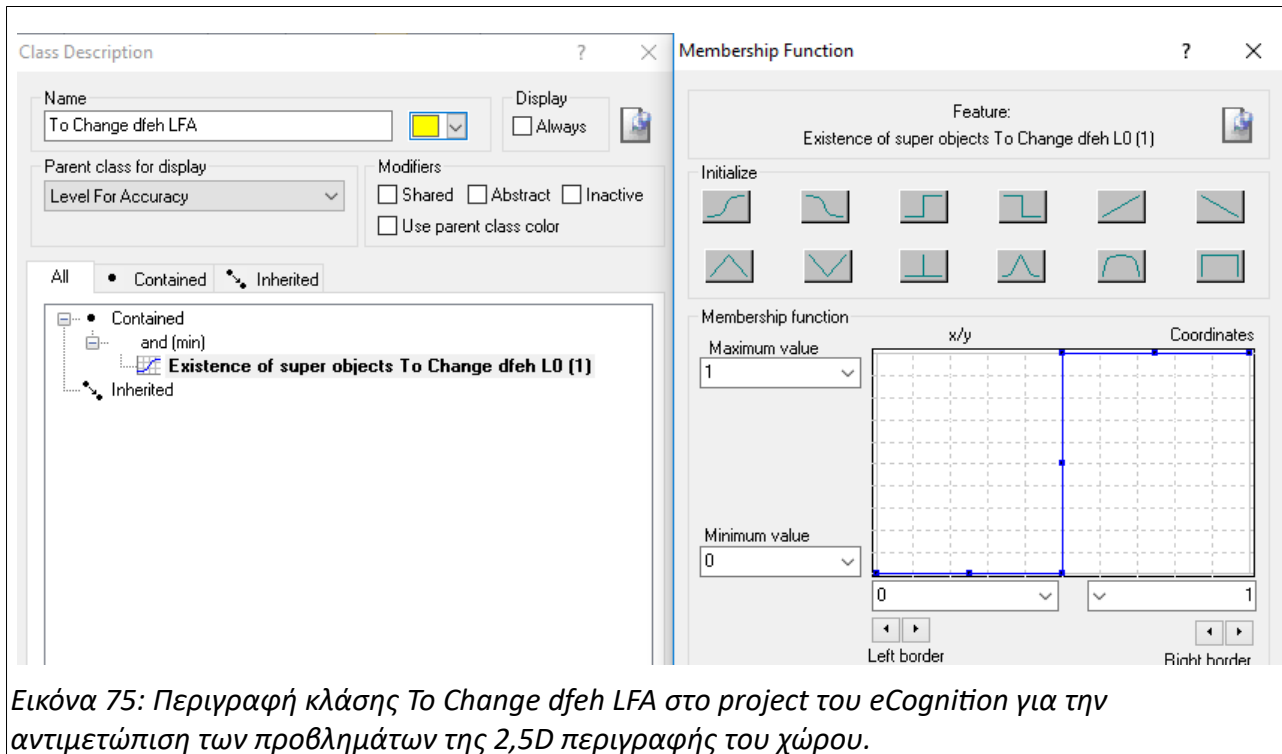 Class Description ? ×
Name
To Change dfeh LFA
Display
Always
Parent class for display
Level For Accuracy
Modifiers
Shared Abstract Inactive
Use parent class color
All Contained Inherited
Contained
and (min)
Existence of super objects To Change dfeh L0 (1)
Inherited
Membership Function ? ×
Feature:
Existence of super objects To Change dfeh L0 (1)
Initialize
Membership function
Maximum value
x/y
Coordinates
1
Minimum value
0
0
1
Left border
Right border
Εικόνα 75: Περιγραφή κλάσης To Change dfeh LFA στο project του eCognition για την
αντιμετώπιση των προβλημάτων της 2,5D περιγραφής του χώρου.